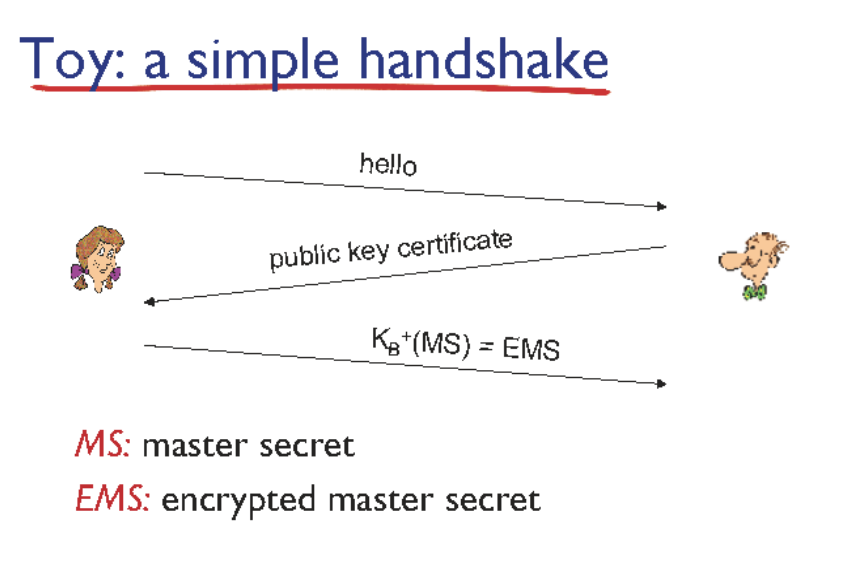 Toy: a simple handshake
hello
public key certificate
K_B⁺(MS) = EMS
MS: master secret
EMS: encrypted master secret